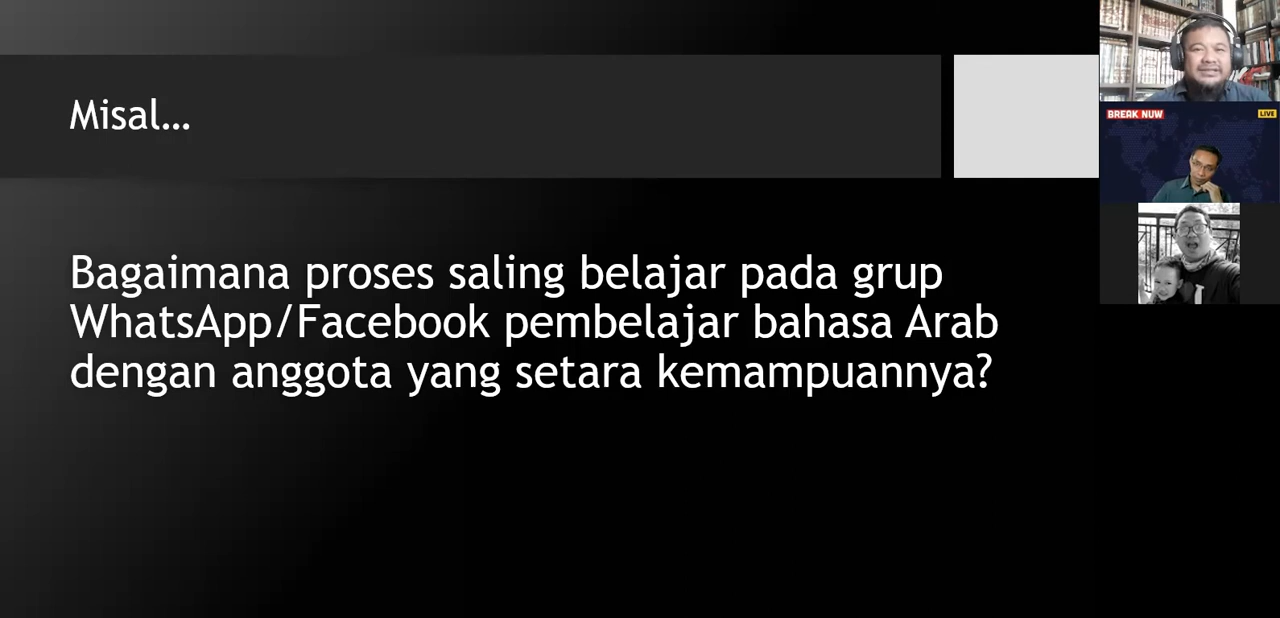 Misal...
Bagaimana proses saling belajar pada grup
WhatsApp/Facebook pembelajar bahasa Arab
dengan anggota yang setara kemampuannya?
BREAK NUW
LIVE